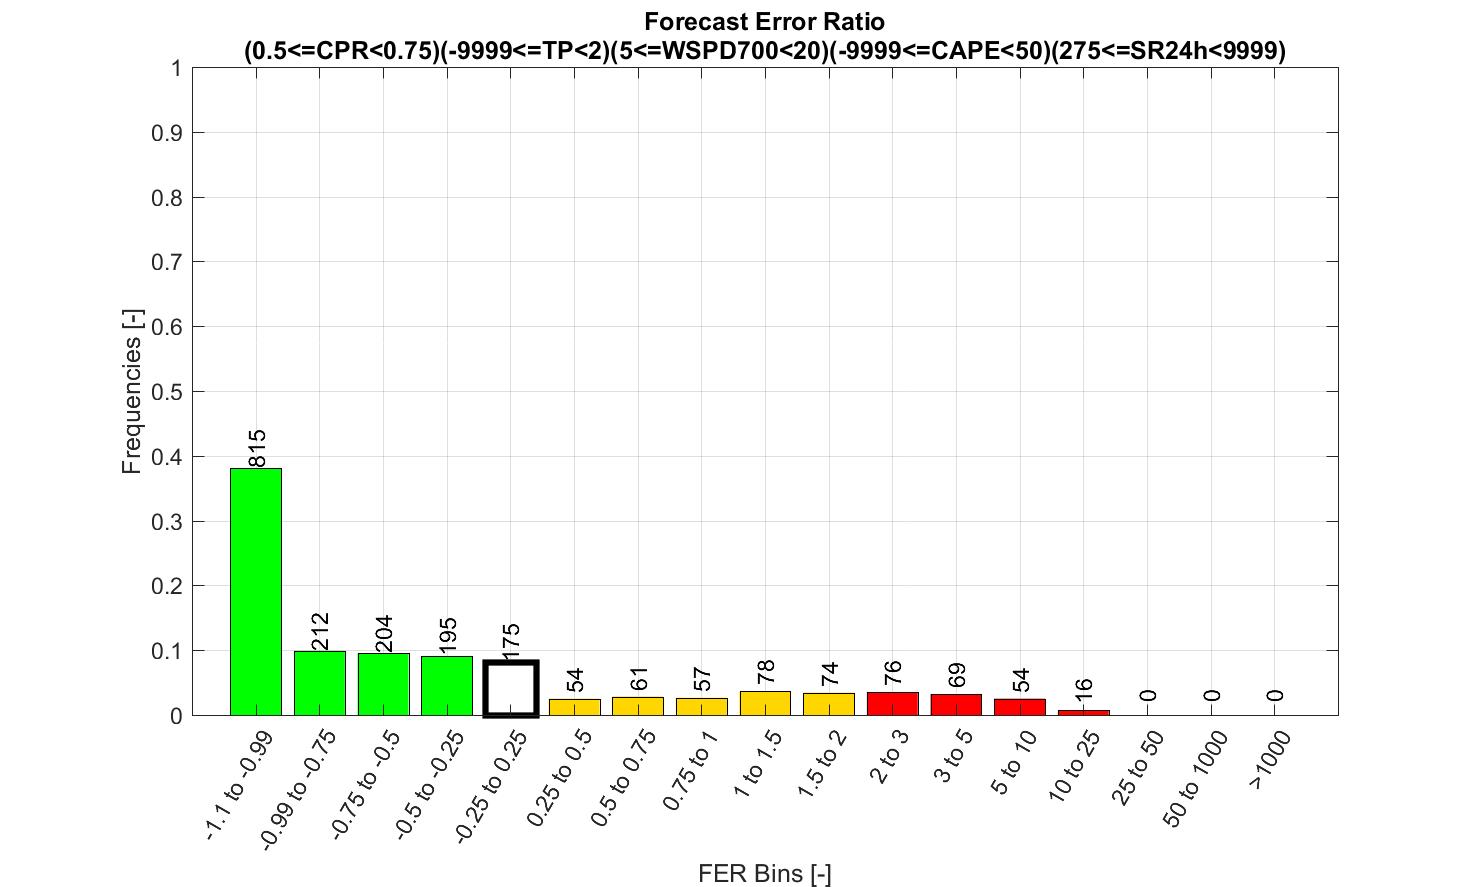 Forecast Error Ratio
(0.5<=CPR<0.75)(-9999<=TP<2)(5<=WSPD700<20)(-9999<=CAPE<50)(275<=SR24h<9999)
1
0.9
0.8
0.7
0.6
0.5
0.4
0.3
0.2
0.1
0
Frequencies [-]
815
212
204
195
175
54
61
57
78
74
76
69
54
16
0
0
0
-1.1 to -0.99
-0.99 to -0.75
-0.75 to -0.5
-0.5 to -0.25
-0.25 to 0.25
0.25 to 0.5
0.5 to 0.75
0.75 to 1
1 to 1.5
1.5 to 2
2 to 3
3 to 5
5 to 10
10 to 25
25 to 50
50 to 1000
>1000
FER Bins [-]